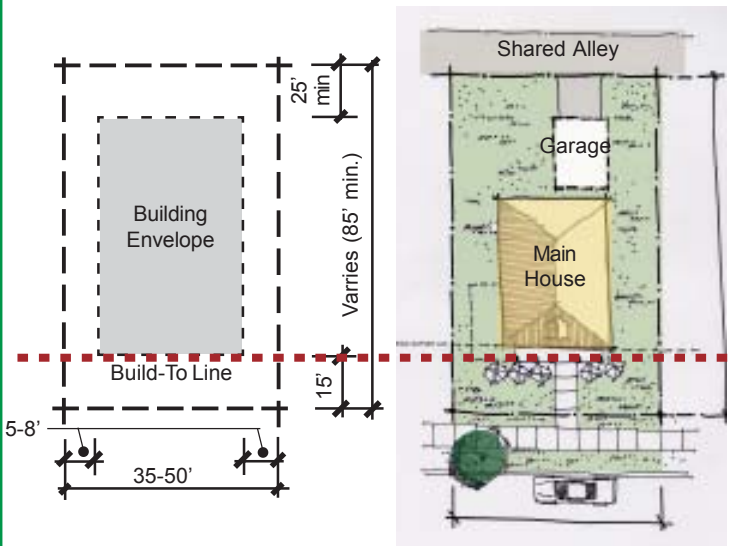 25’
min
Varries (85’ min.)
Building
Envelope
Build-To Line
15’
5-8’
35-50’
Shared Alley
Garage
Main
House